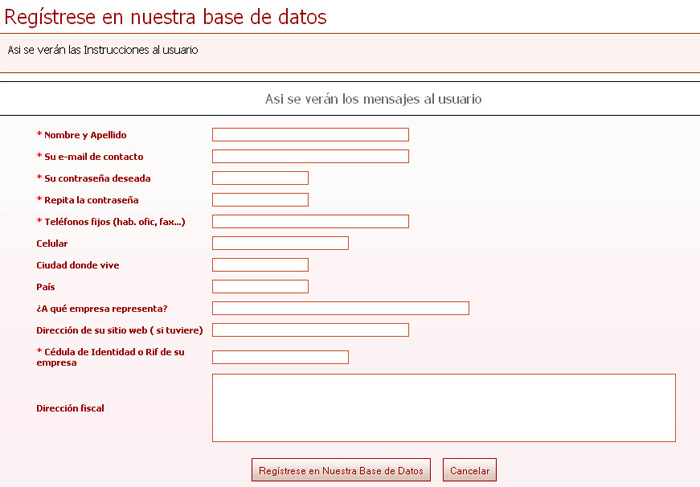 Regístrese en nuestra base de datos
Asi se verán las Instrucciones al usuario
Asi se verán los mensajes al usuario
* Nombre y Apellido
* Su e-mail de contacto
* Su contraseña deseada
* Repita la contraseña
* Teléfonos fijos (hab. ofic, fax...)
Celular
Ciudad donde vive
País
¿A qué empresa representa?
Dirección de su sitio web ( si tuviere)
* Cédula de Identidad o Rif de su
empresa
Dirección fiscal
Regístrese en Nuestra Base de Datos
Cancelar